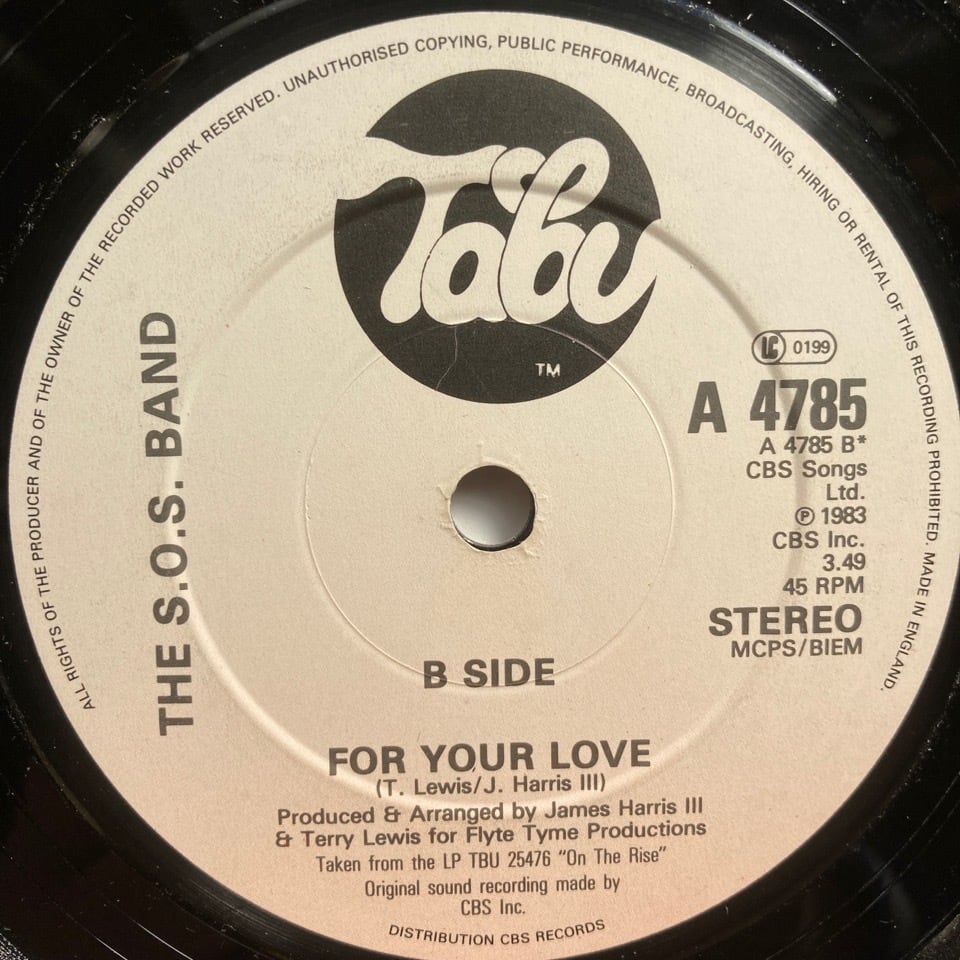 ALL RIGHTS OF THE PRODUCER AND OF THE OWNER OF THE RECORDED WORK RESERVED. UNAUTHORISED COPYING, PUBLIC PERFORMANCE, BROADCASTING, HIRING OR RENTAL OF THIS RECORDING PROHIBITED. MADE IN ENGLAND.
Tabu
TM
THE S.O.S. BAND
LC 0199
A 4785
A 4785 B*
CBS Songs
Ltd.
℗ 1983
CBS Inc.
3.49
45 RPM
STEREO
MCPS/BIEM
B SIDE
FOR YOUR LOVE
(T. Lewis/J. Harris III)
Produced & Arranged by James Harris III
& Terry Lewis for Flyte Tyme Productions
Taken from the LP TBU 25476 "On The Rise"
Original sound recording made by
CBS Inc.
DISTRIBUTION CBS RECORDS